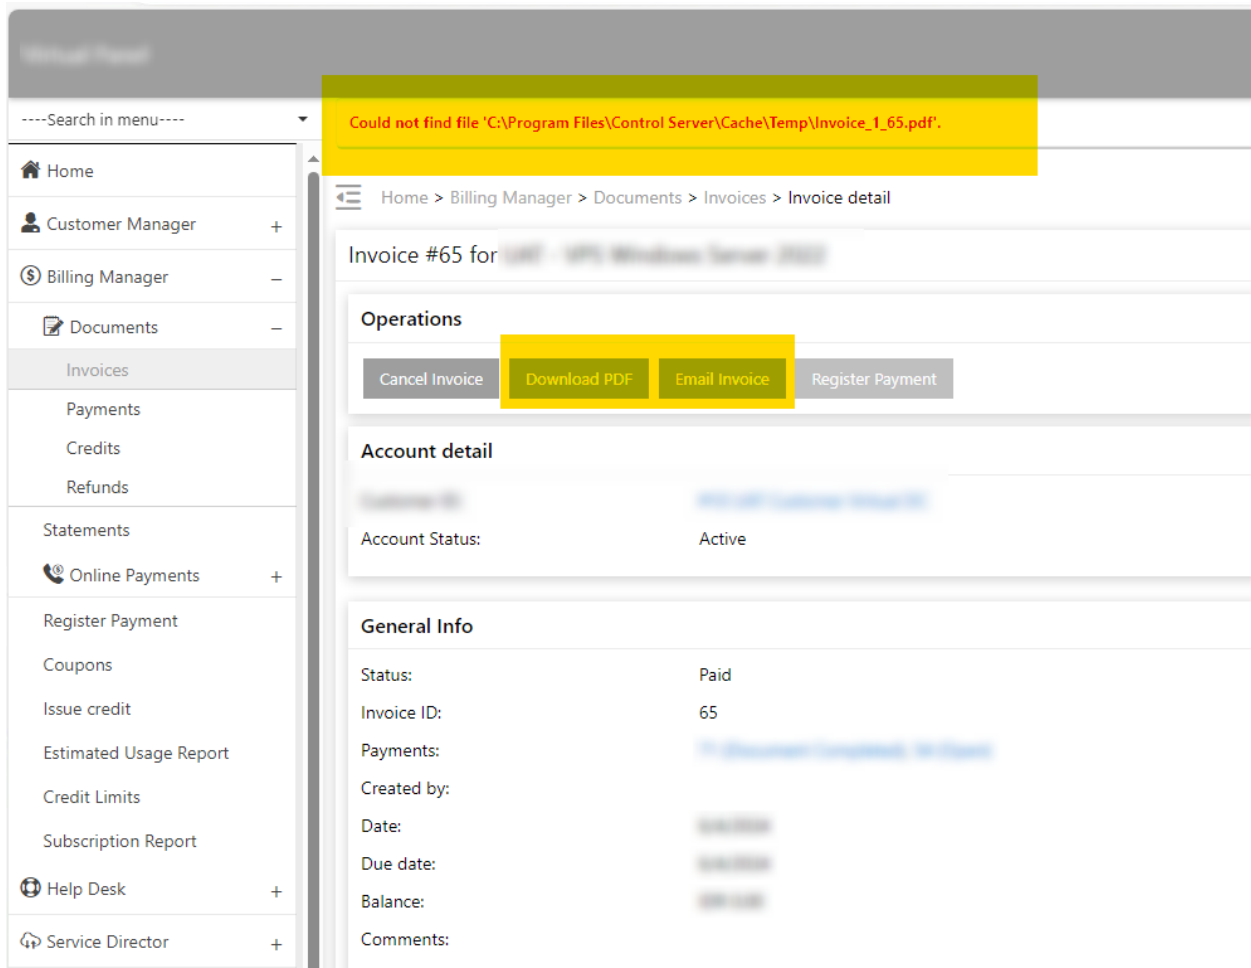 ----Search in menu----
Could not find file 'C:\Program Files\Control Server\Cache\Temp\Invoice_1_65.pdf'.
Home
Customer Manager +
Billing Manager −
Documents −
Invoices
Payments
Credits
Refunds
Statements
Online Payments +
Register Payment
Coupons
Issue credit
Estimated Usage Report
Credit Limits
Subscription Report
Help Desk +
Service Director +
Home > Billing Manager > Documents > Invoices > Invoice detail
Invoice #65 for
Operations
Cancel Invoice Download PDF Email Invoice Register Payment
Account detail
Account Status: Active
General Info
Status: Paid
Invoice ID: 65
Payments:
Created by:
Date:
Due date:
Balance:
Comments: